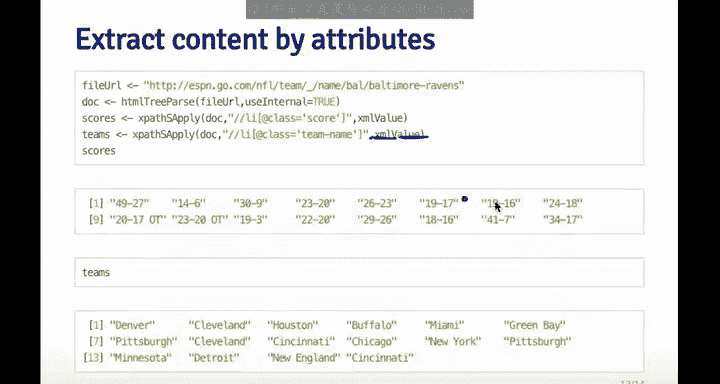 Extract content by attributes
fileUrl <- "http://espn.go.com/nfl/team/_/name/bal/baltimore-ravens"
doc <- htmlTreeParse(fileUrl,useInternal=TRUE)
scores <- xpathSApply(doc,"//li[@class='score']",xmlValue)
teams <- xpathSApply(doc,"//li[@class='team-name']",xmlValue)
scores
[1] "49-27" "14-6" "30-9" "23-20" "26-23" "19-17" "24-18"
[9] "20-17 OT" "23-20 OT" "19-3" "22-20" "29-26" "18-16" "41-7" "34-17"
teams
[1] "Denver" "Cleveland" "Houston" "Buffalo" "Miami" "Green Bay"
[7] "Pittsburgh" "Cleveland" "Cincinnati" "Chicago" "New York" "Pittsburgh"
[13] "Minnesota" "Detroit" "New England" "Cincinnati"